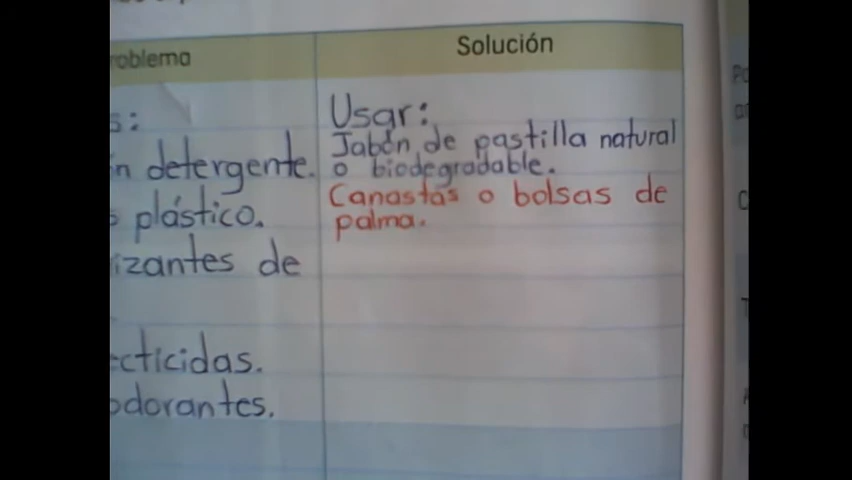 roblema
Solución
s:
n detergente.
s plástico.
izantes de
ecticidas.
odorantes.
Usar:
Jabón de pastilla natural
o biodegradable.
Canastas o bolsas de
palma.